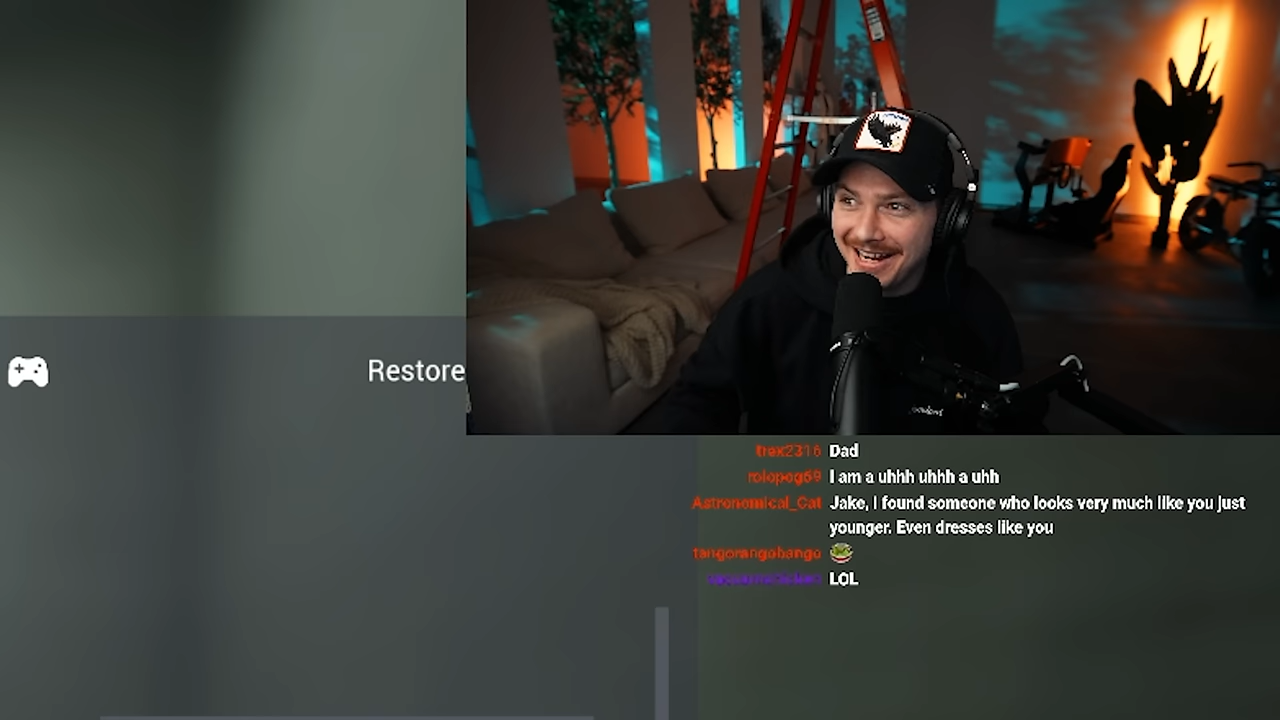 Restore
trex2316 Dad
rolopog69 I am a uhhh uhhh a uhh
Astronomical_Cat Jake, I found someone who looks very much like you just
younger. Even dresses like you
tangorangobango
LOL